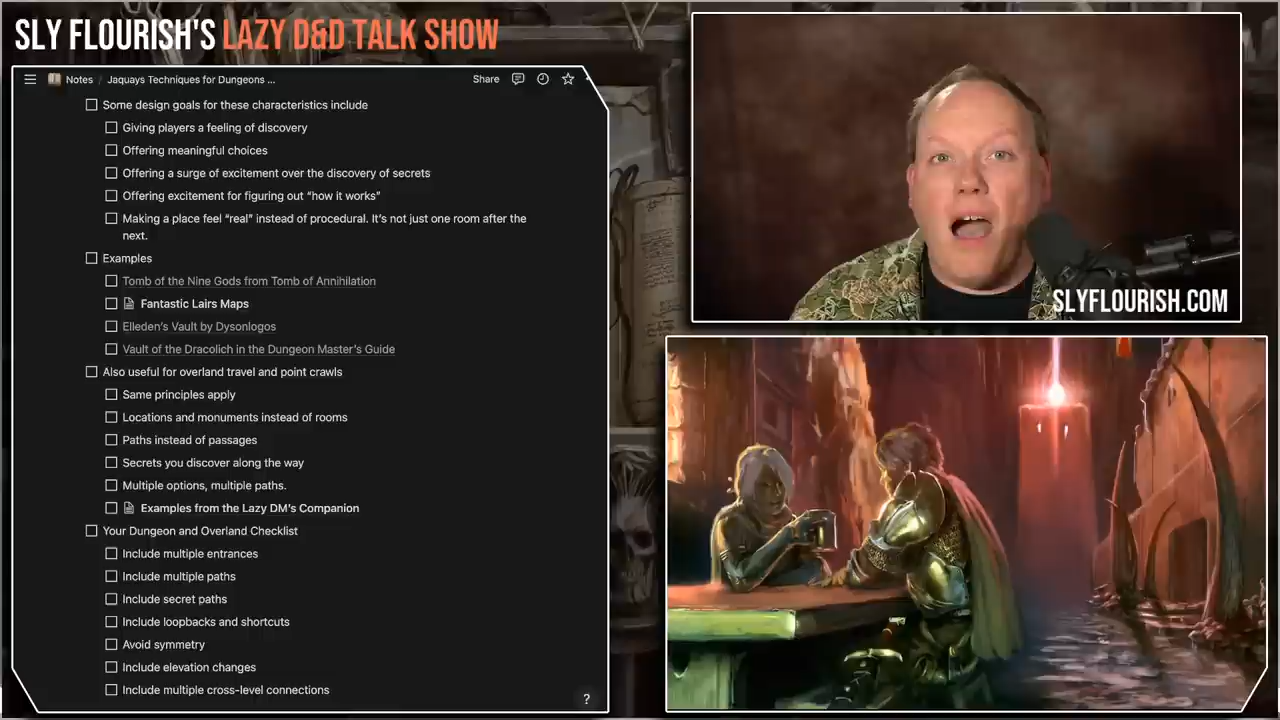 SLY FLOURISH'S LAZY D&D TALK SHOW
Notes / Jaquays Techniques for Dungeons ...
Share
Some design goals for these characteristics include
Giving players a feeling of discovery
Offering meaningful choices
Offering a surge of excitement over the discovery of secrets
Offering excitement for figuring out “how it works”
Making a place feel “real” instead of procedural. It’s not just one room after the
next.
Examples
Tomb of the Nine Gods from Tomb of Annihilation
Fantastic Lairs Maps
Elleden’s Vault by Dysonlogos
Vault of the Dracolich in the Dungeon Master’s Guide
Also useful for overland travel and point crawls
Same principles apply
Locations and monuments instead of rooms
Paths instead of passages
Secrets you discover along the way
Multiple options, multiple paths.
Examples from the Lazy DM's Companion
Your Dungeon and Overland Checklist
Include multiple entrances
Include multiple paths
Include secret paths
Include loopbacks and shortcuts
Avoid symmetry
Include elevation changes
Include multiple cross-level connections
?
SLYFLOURISH.COM